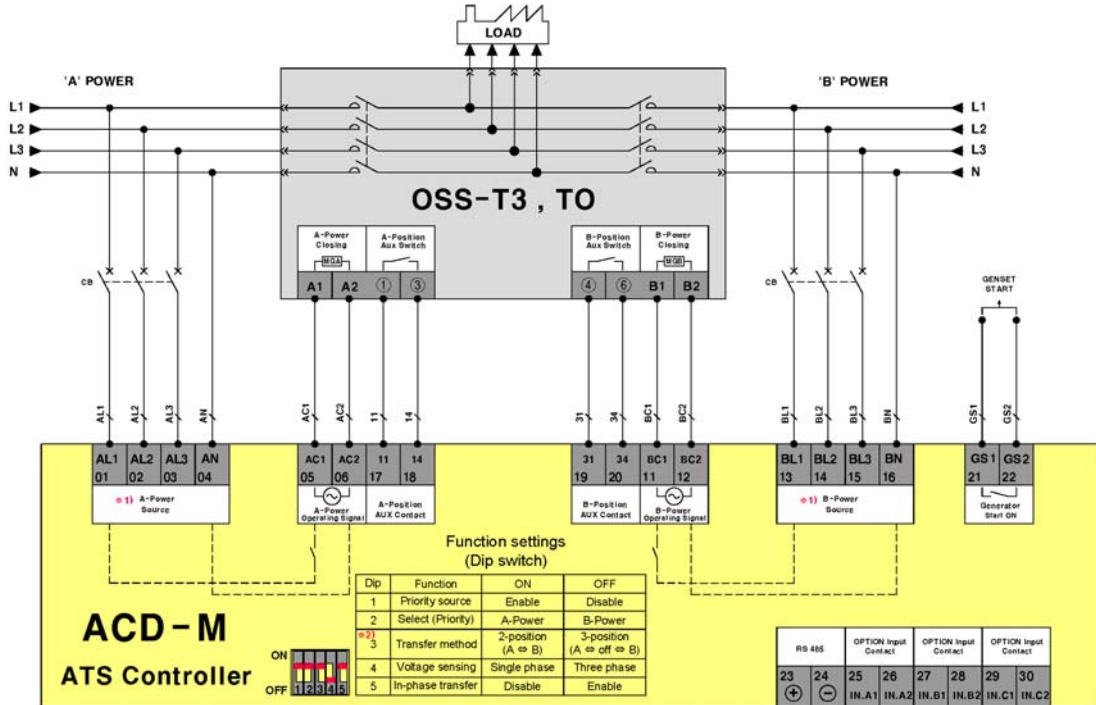 LOAD
'A' POWER
'B' POWER
L1
L1
L2
L2
L3
L3
N
N
OSS-T3 , TO
A-Power
Closing
A-Position
Aux Switch
B-Position
Aux Switch
B-Power
Closing
MGA
MGB
A1 A2 ① ③
④ ⑥ B1 B2
CB
CB
GENSET
START
AL1 AL2 AL3 AN
AC1 AC2 11 14
31 34 BC1 BC2
BL1 BL2 BL3 BN
GS1 GS2
AL1 AL2 AL3 AN
01 02 03 04
※1) A-Power
Source
AC1 AC2 11 14
05 06 17 18
A-Power
Operating Signal
A-Position
AUX Contact
31 34 BC1 BC2
19 20 11 12
B-Position
AUX Contact
B-Power
Operating Signal
BL1 BL2 BL3 BN
13 14 15 16
※1) B-Power
Source
GS1 GS2
21 22
Generator
Start ON
Function settings
(Dip switch)
Dip Function ON OFF
1 Priority source Enable Disable
2 Select (Priority) A-Power B-Power
※2)
3 Transfer method 2-position (A ⇔ B) 3-position (A ⇔ off ⇔ B)
4 Voltage sensing Single phase Three phase
5 In-phase transfer Disable Enable
ACD-M
ATS Controller
ON
OFF
1 2 3 4 5
RS 485
OPTION Input
Contact
OPTION Input
Contact
OPTION Input
Contact
23 24 25 26 27 28 29 30
⊕ ⊖ IN.A1 IN.A2 IN.B1 IN.B2 IN.C1 IN.C2